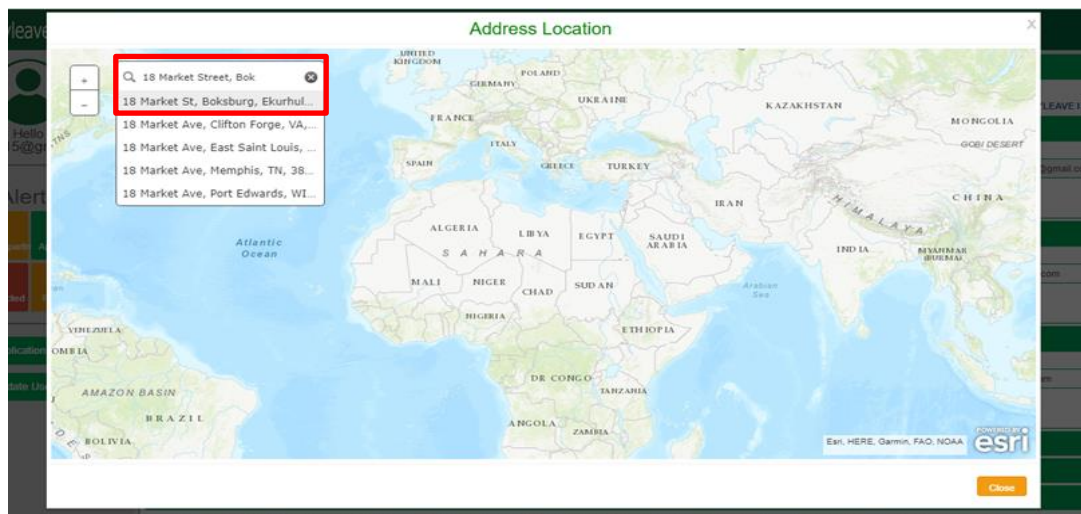 Address Location
X
leave
Hello
Alert
+
-
18 Market Street, Bok
18 Market St, Boksburg, Ekurhul...
18 Market Ave, Clifton Forge, VA,...
18 Market Ave, East Saint Louis, ...
18 Market Ave, Memphis, TN, 38...
18 Market Ave, Port Edwards, WI...
UNITED
KINGDOM
POLAND
GERMANY
UKRAINE
KAZAKHSTAN
FRANCE
MONGOLIA
ITALY
GOBI DESERT
SPAIN
GREECE
TURKEY
CHINA
IRAN
HIMALAYA
ALGERIA
LIBYA
EGYPT
SAUDI
ARABIA
Atlantic
Ocean
SAHARA
INDIA
MYANMAR
(BURMA)
MALI
NIGER
CHAD
SUDAN
Arabian
Sea
NIGERIA
ETHIOPIA
VENEZUELA
OMBIA
DR CONGO
TANZANIA
AMAZON BASIN
BRAZIL
ANGOLA
ZAMBIA
BOLIVIA
Esri, HERE, Garmin, FAO, NOAA
POWERED BY
esri
Close